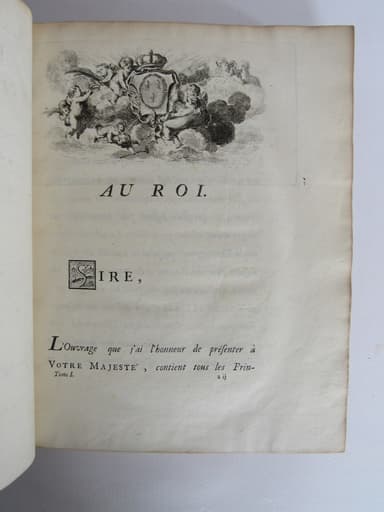 AU ROI.
SIRE,
L'Ouvrage que j'ai l'honneur de présenter à
VOTRE MAJESTÉ, contient tous les Prin-
Tome I. a ij